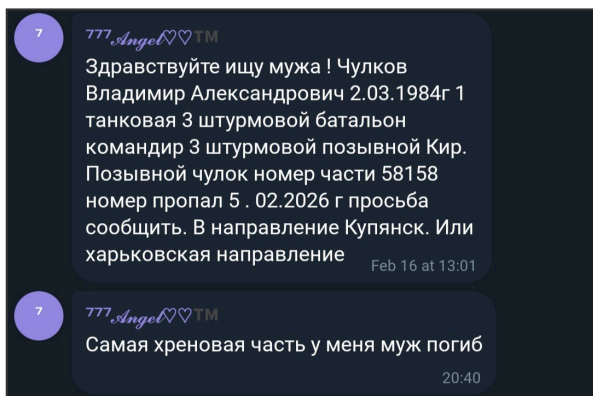 7
777𝒜𝓃𝑔𝑒𝓁♡♡TM
Здравствуйте ищу мужа ! Чулков
Владимир Александрович 2.03.1984г 1
танковая 3 штурмовой батальон
командир 3 штурмовой позывной Кир.
Позывной чулок номер части 58158
номер пропал 5 . 02.2026 г просьба
сообщить. В направление Купянск. Или
харьковская направление
Feb 16 at 13:01
7
777𝒜𝓃𝑔𝑒𝓁♡♡TM
Самая хреновая часть у меня муж погиб
20:40